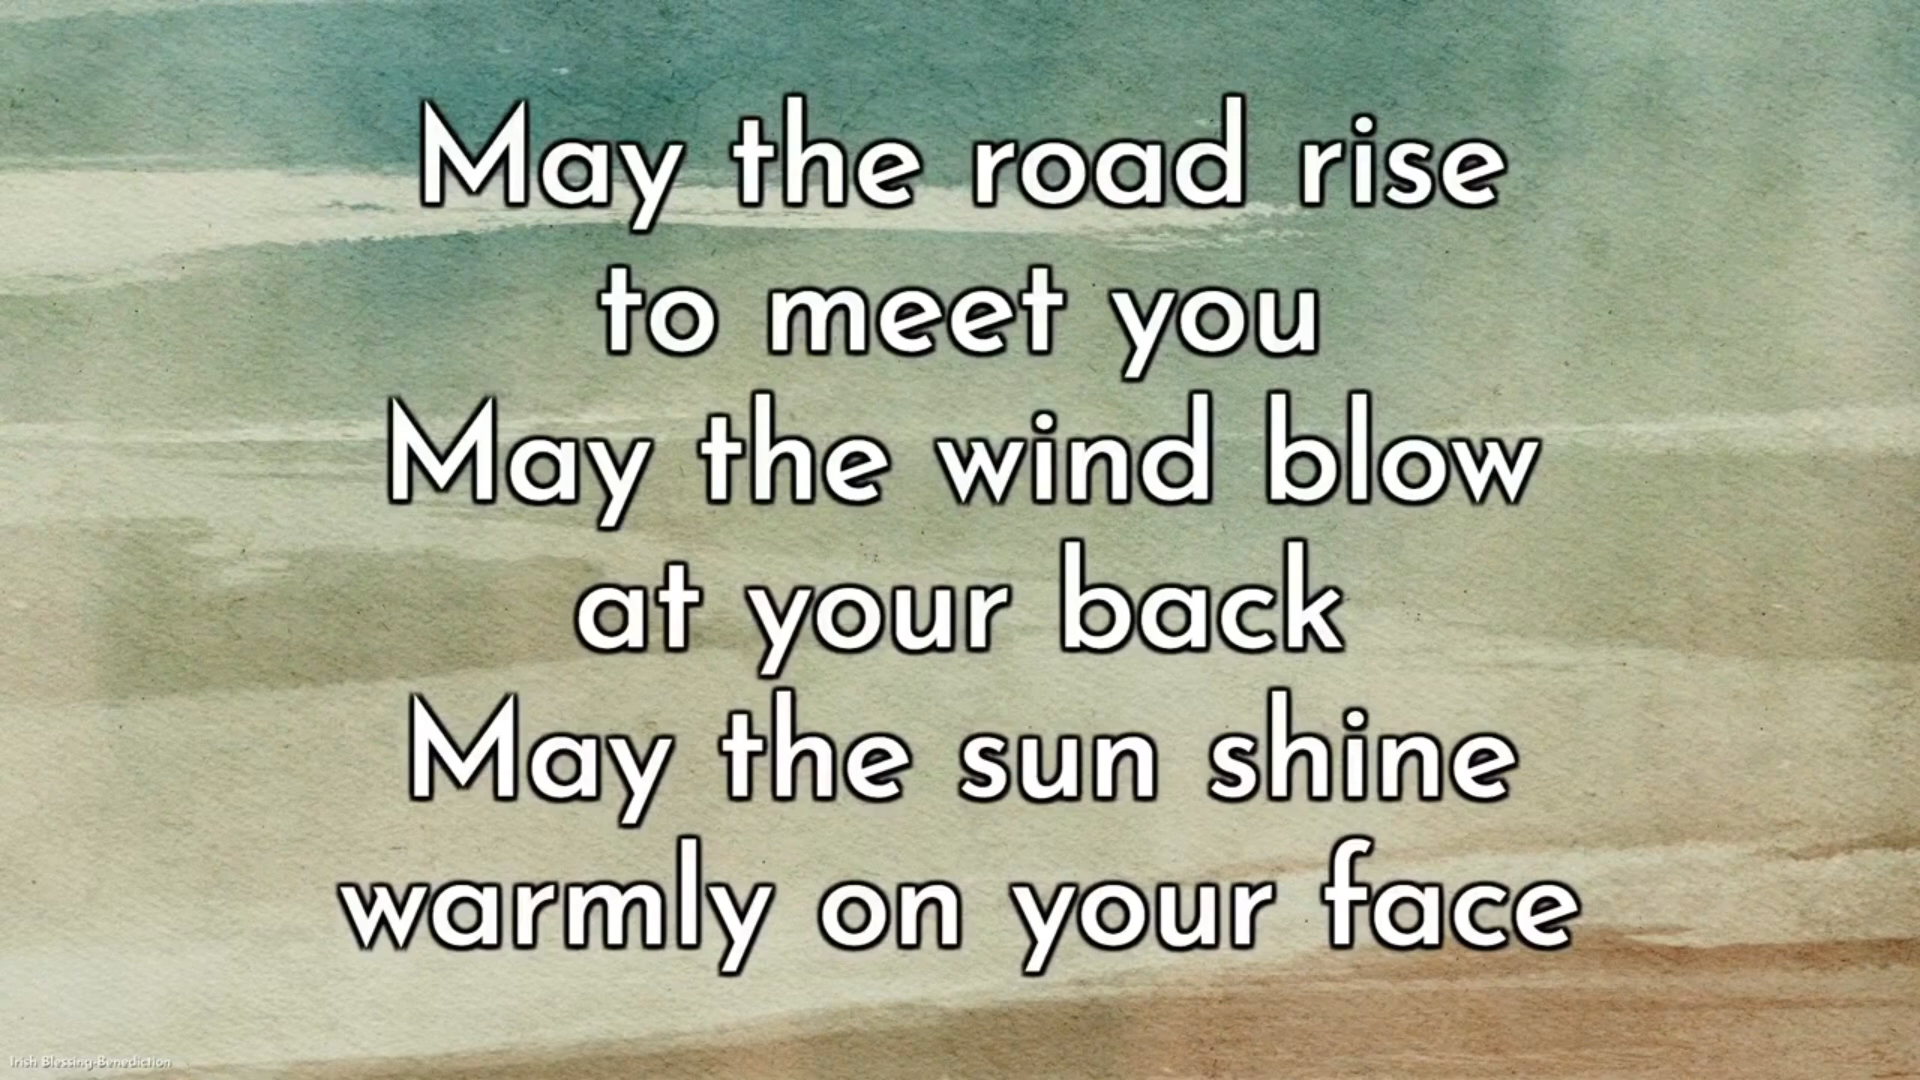 May the road rise
to meet you
May the wind blow
at your back
May the sun shine
warmly on your face
Irish Blessing-Benediction